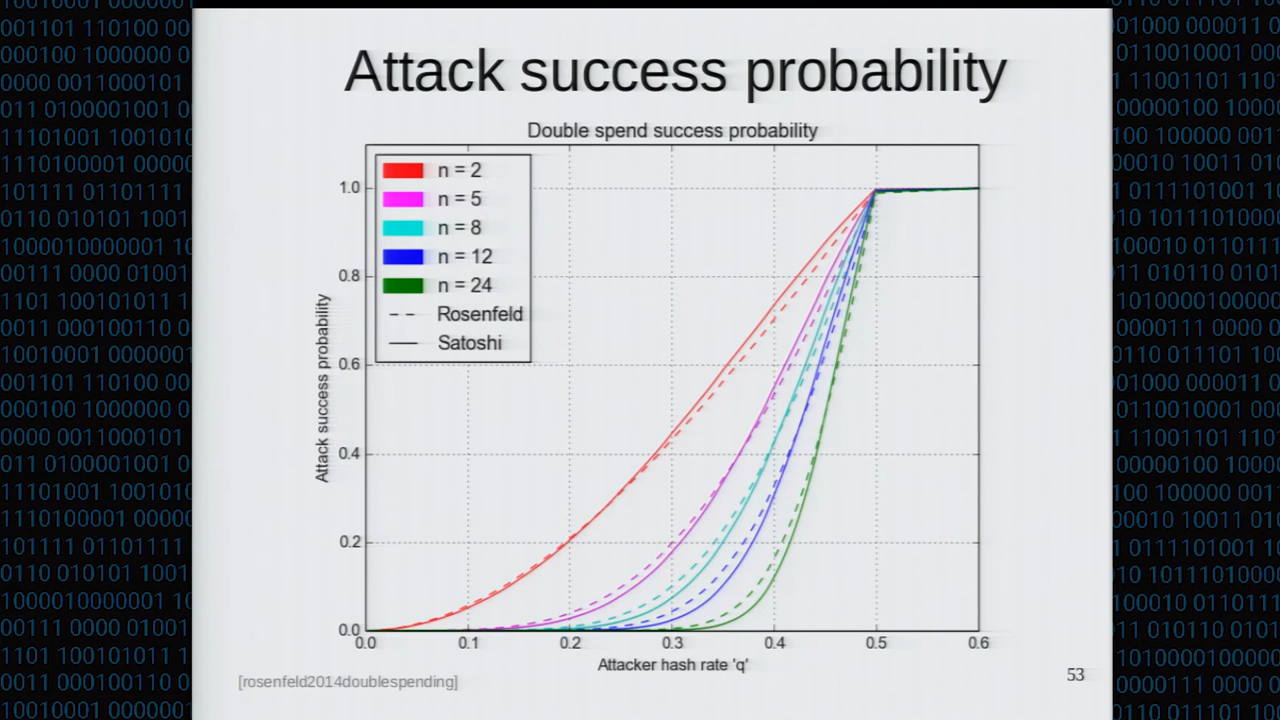 Attack success probability
Double spend success probability
n = 2
n = 5
n = 8
n = 12
n = 24
Rosenfeld
Satoshi
Attack success probability
1.0
0.8
0.6
0.4
0.2
0.0
0.0 0.1 0.2 0.3 0.4 0.5 0.6
Attacker hash rate 'q'
[rosenfeld2014doublespending]
53